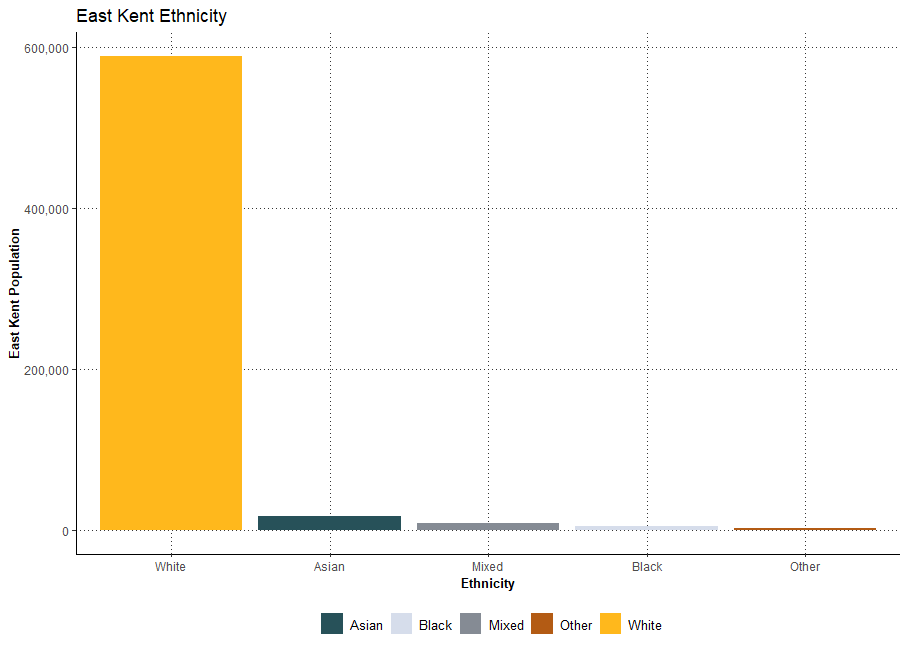 East Kent Ethnicity
East Kent Population
600,000
400,000
200,000
0
White Asian Mixed Black Other
Ethnicity
Asian Black Mixed Other White